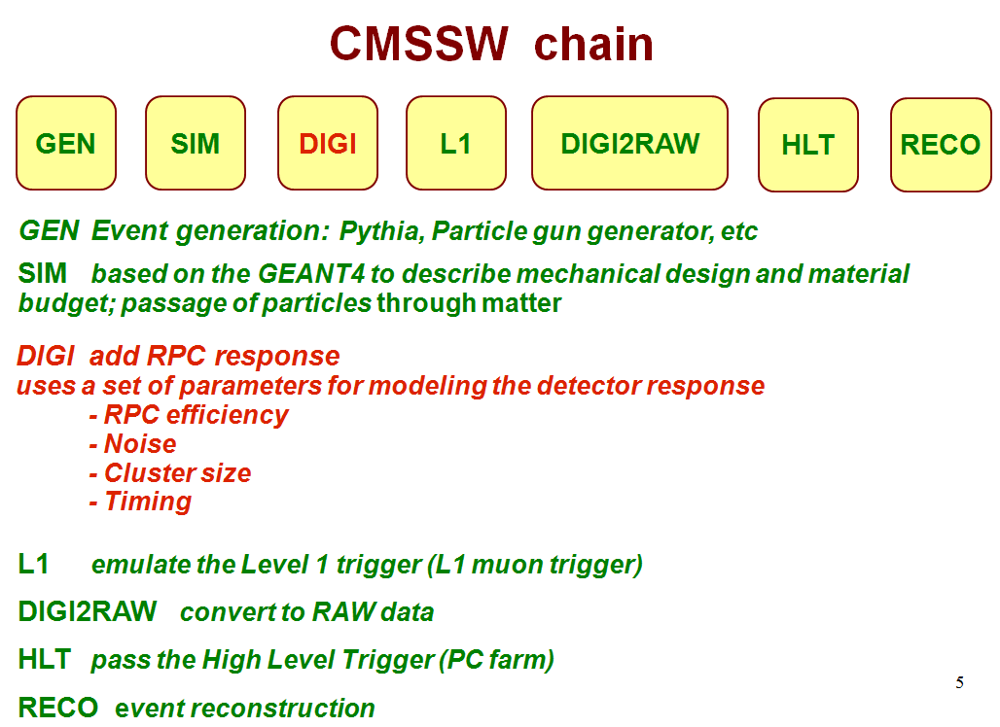 CMSSW chain
GEN SIM DIGI L1 DIGI2RAW HLT RECO
GEN Event generation: Pythia, Particle gun generator, etc
SIM based on the GEANT4 to describe mechanical design and material
budget; passage of particles through matter
DIGI add RPC response
uses a set of parameters for modeling the detector response
- RPC efficiency
- Noise
- Cluster size
- Timing
L1 emulate the Level 1 trigger (L1 muon trigger)
DIGI2RAW convert to RAW data
HLT pass the High Level Trigger (PC farm)
RECO event reconstruction
5